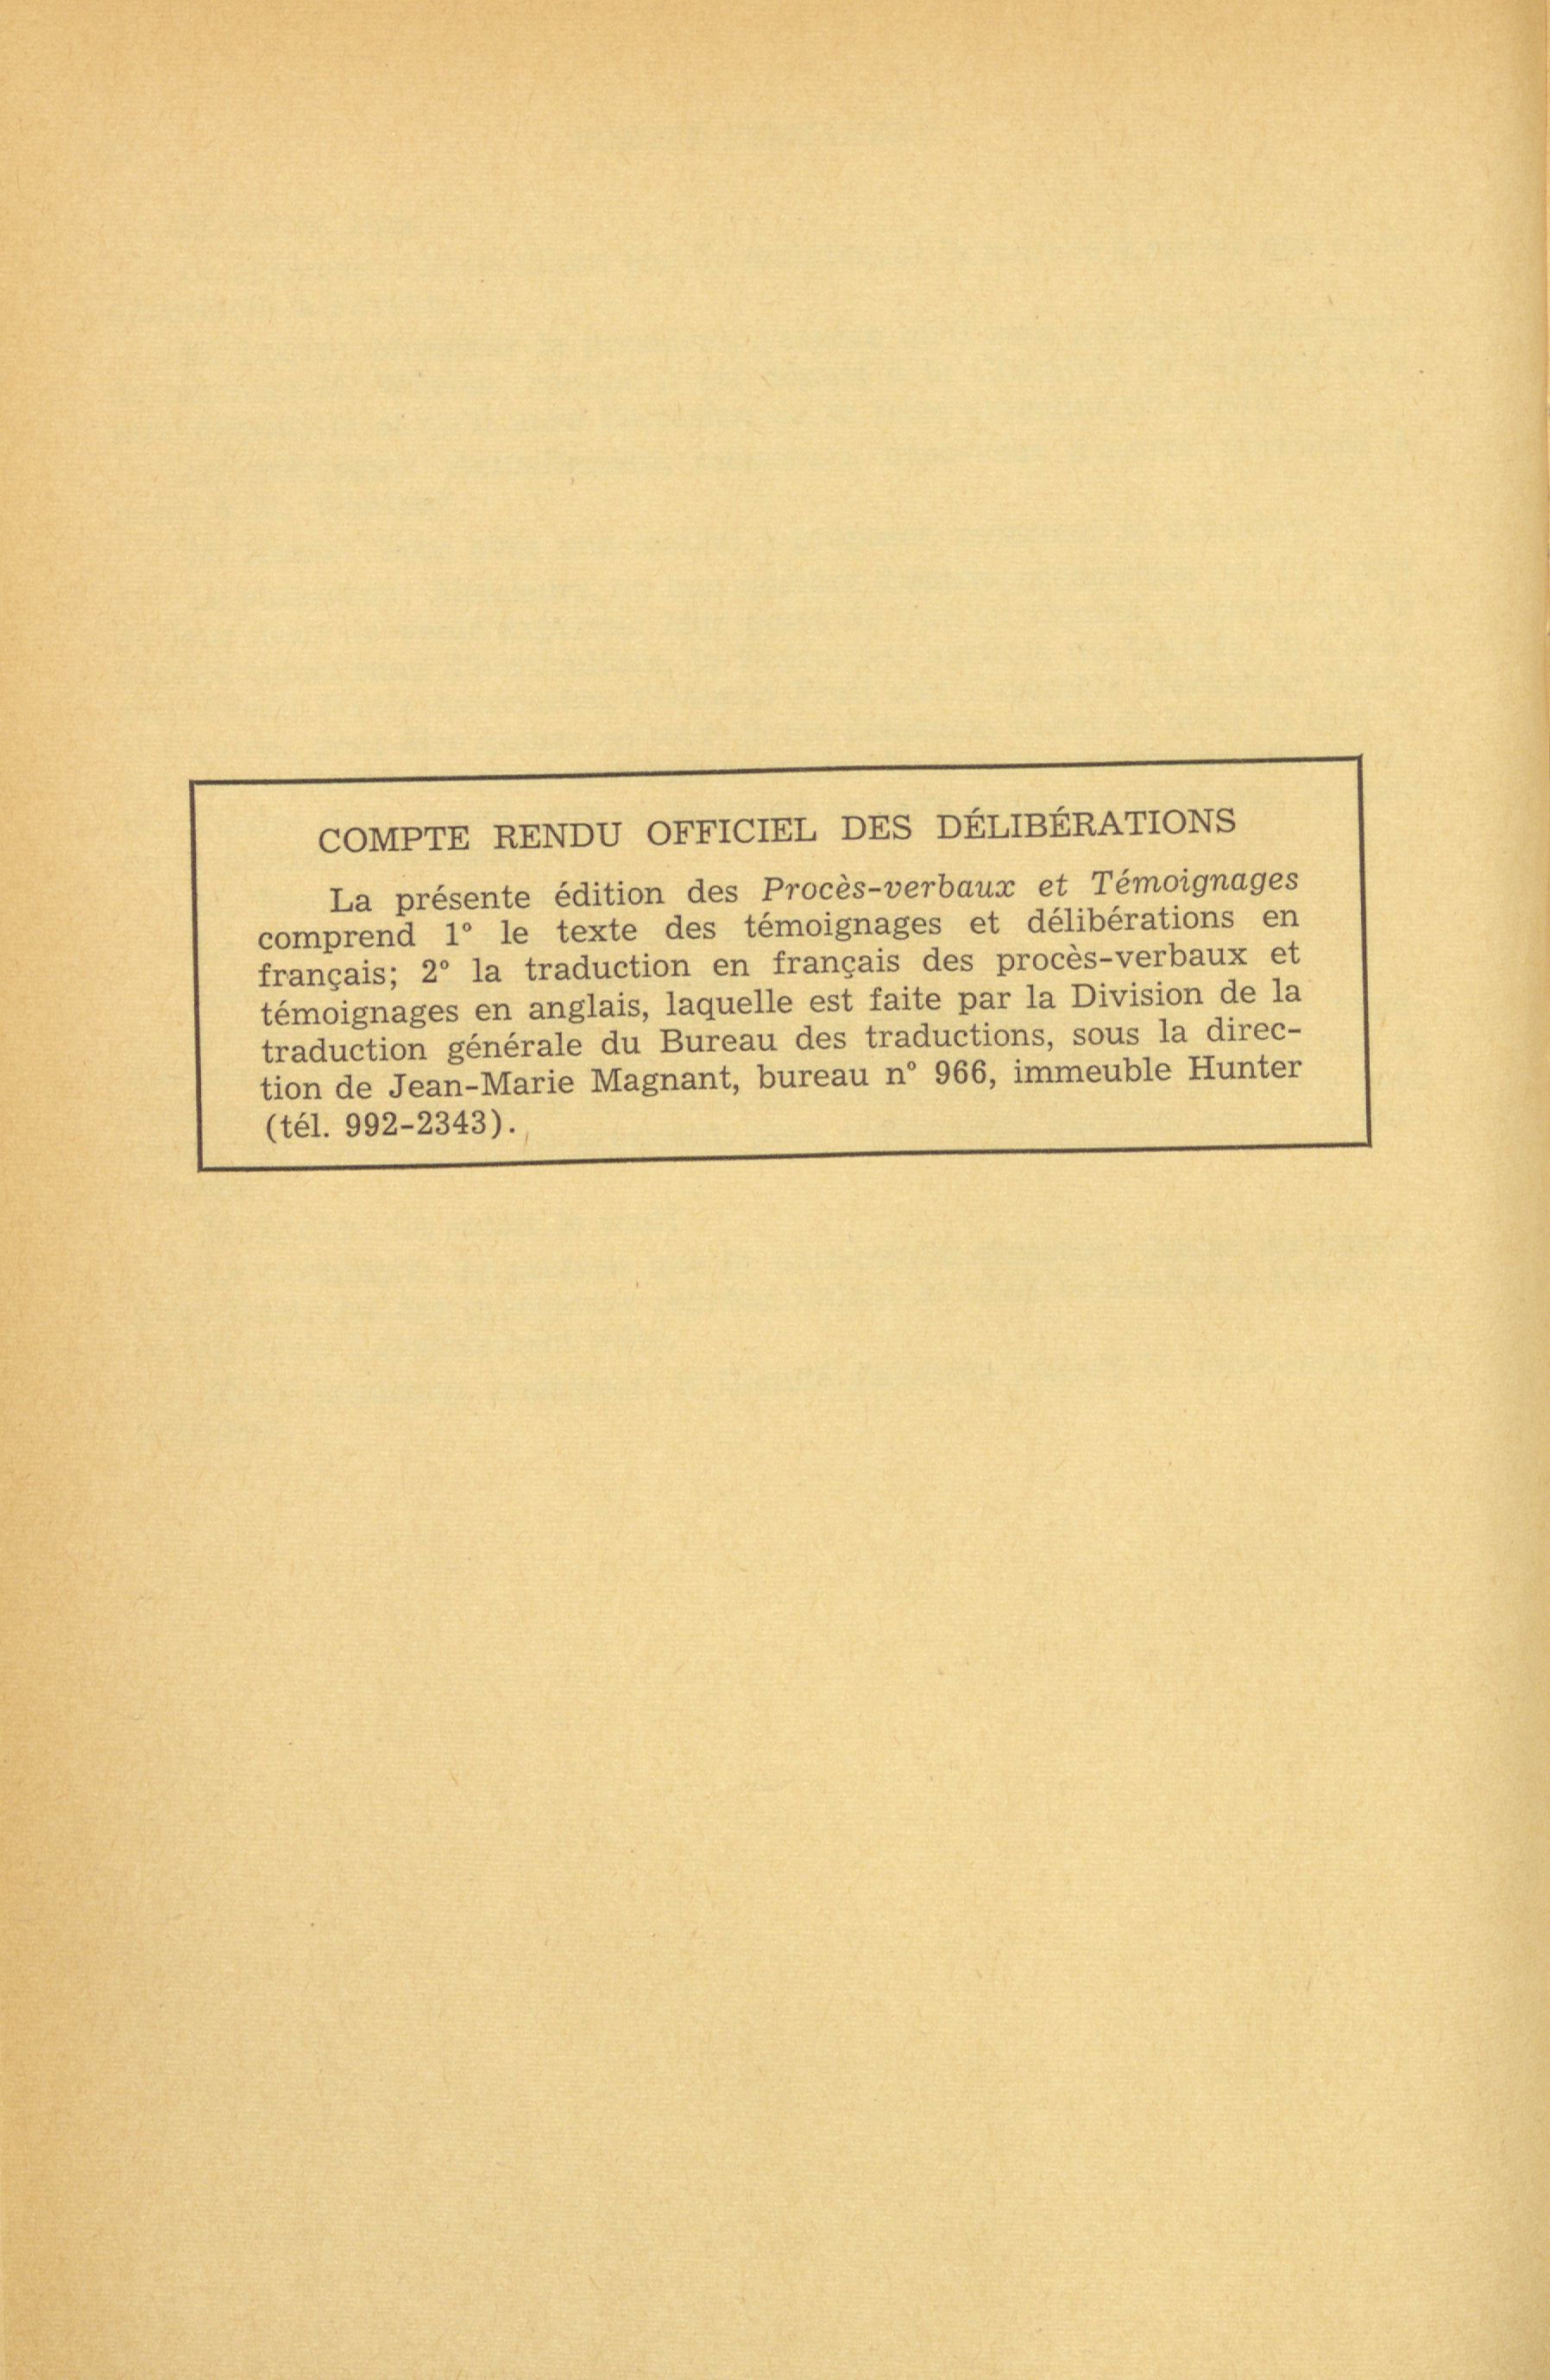 COMPTE RENDU OFFICIEL DES DÉLIBÉRATIONS
La présente édition des Procès-verbaux et Témoignages
comprend 1° le texte des témoignages et délibérations en
français; 2° la traduction en français des procès-verbaux et
témoignages en anglais, laquelle est faite par la Division de la
traduction générale du Bureau des traductions, sous la direc-
tion de Jean-Marie Magnant, bureau n° 966, immeuble Hunter
(tél. 992-2343).